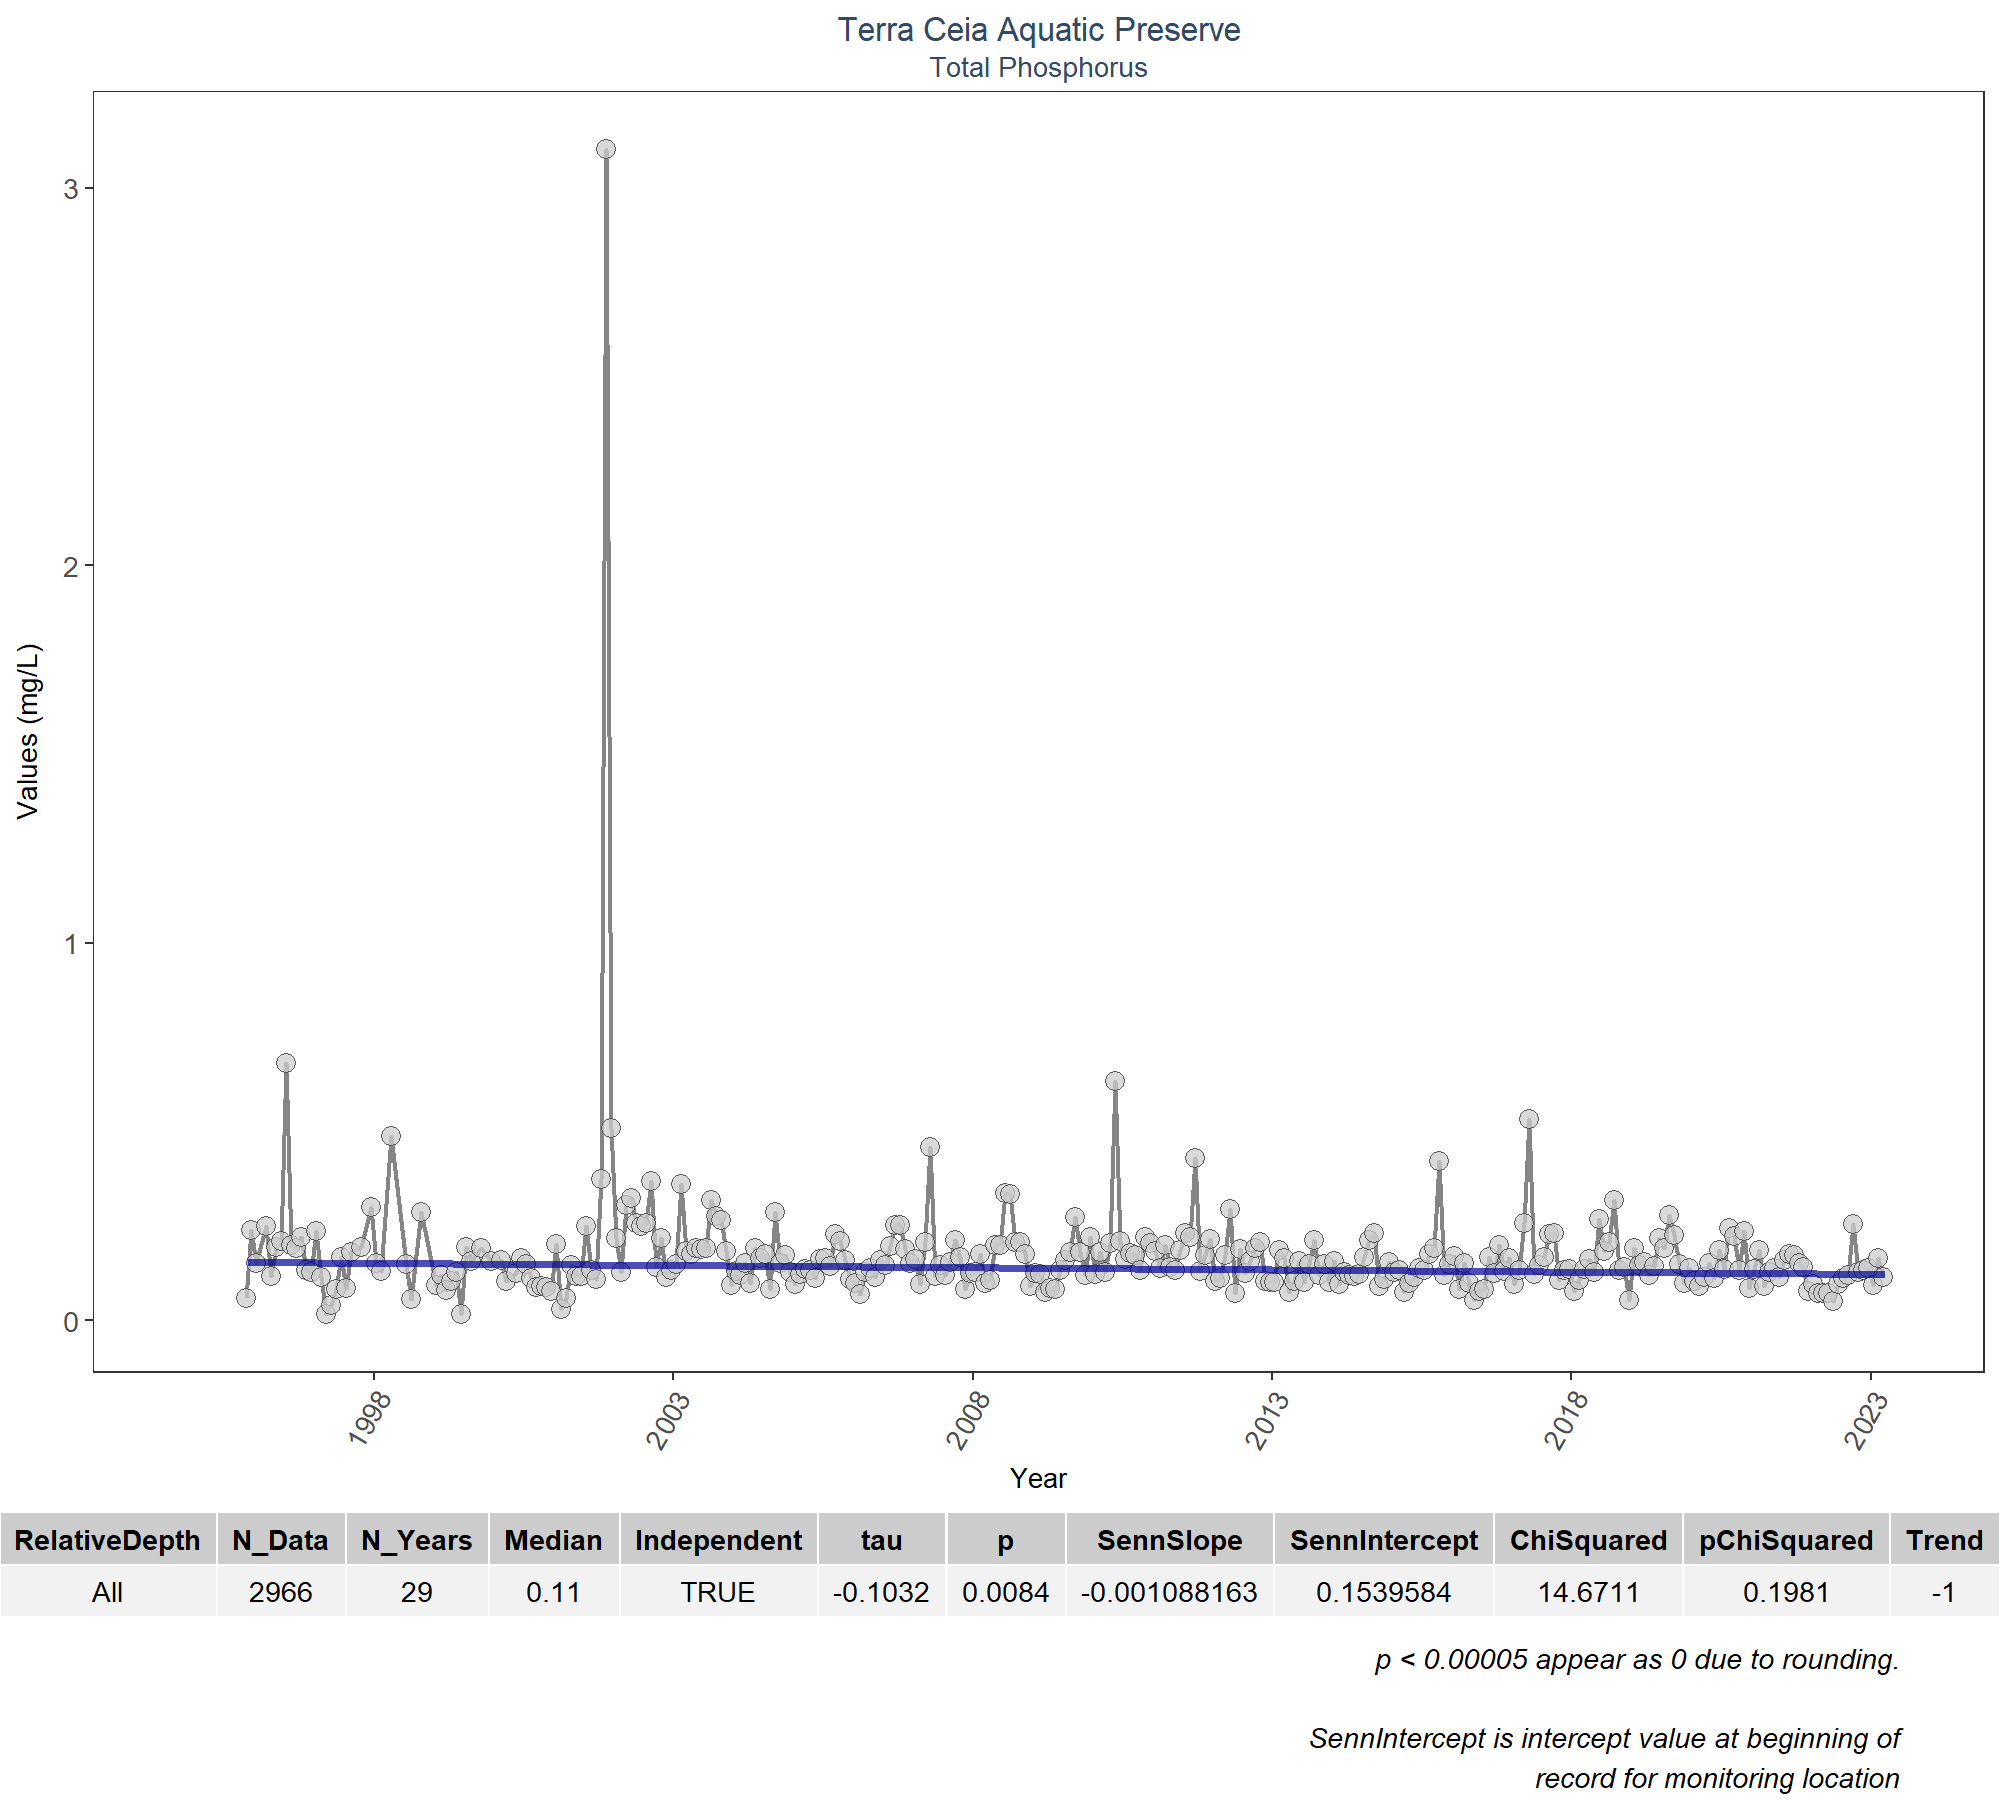 Terra Ceia Aquatic Preserve
Total Phosphorus
Values (mg/L)
3
2
1
0
1998 2003 2008 2013 2018 2023
Year
RelativeDepth N_Data N_Years Median Independent tau p SennSlope SennIntercept ChiSquared pChiSquared Trend
All 2966 29 0.11 TRUE -0.1032 0.0084 -0.001088163 0.1539584 14.6711 0.1981 -1
p < 0.00005 appear as 0 due to rounding.
SennIntercept is intercept value at beginning of
record for monitoring location